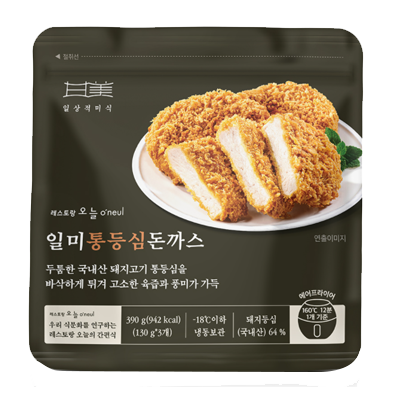 ◀ 절취선
日美
일상적미식
레스토랑 오늘 o'neul
일미통등심돈까스
연출이미지
두툼한 국내산 돼지고기 통등심을
바삭하게 튀겨 고소한 육즙과 풍미가 가득
에어프라이어
160℃ 12분
1개 기준
레스토랑 오늘 o'neul
우리 식문화를 연구하는
레스토랑 오늘의 간편식
390 g(942 kcal)
(130 g*3개)
-18℃이하
냉동보관
돼지등심
(국내산) 64 %